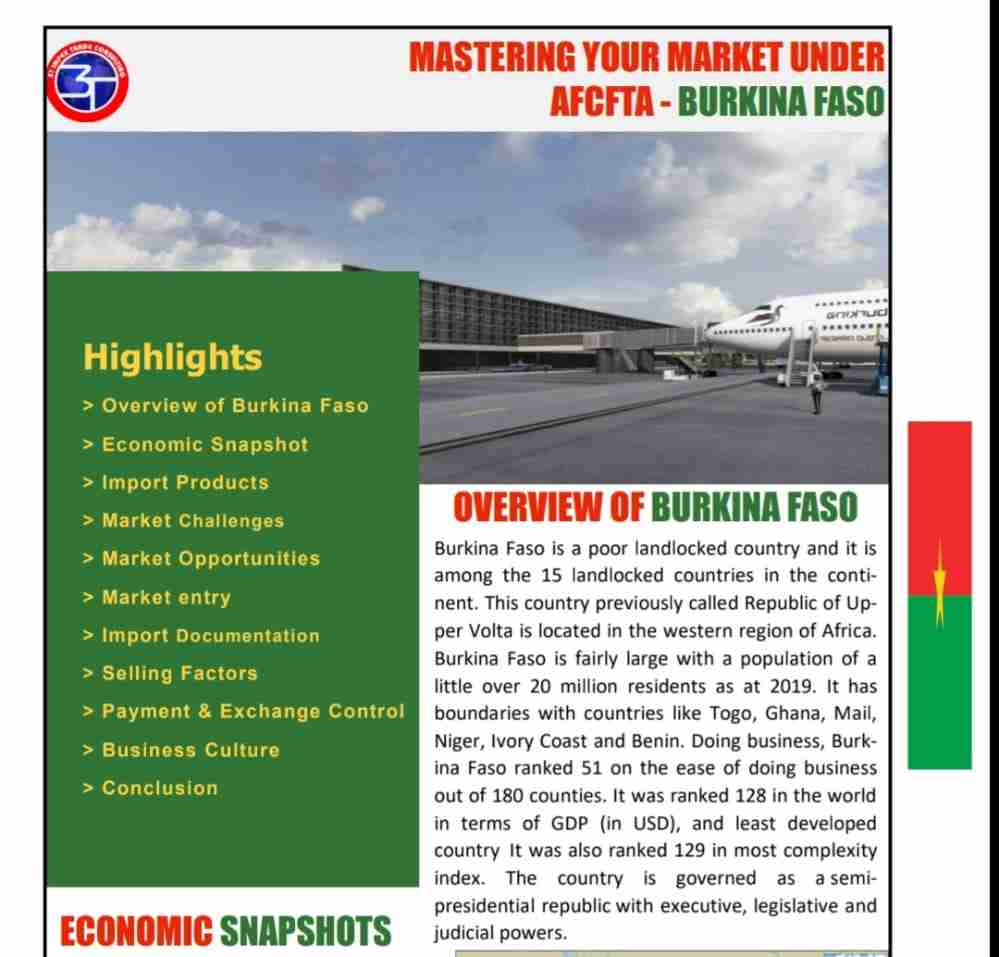 3T IMPEX TRADE CONSULTING
3T
MASTERING YOUR MARKET UNDER
AFCFTA - BURKINA FASO
Highlights
> Overview of Burkina Faso
> Economic Snapshot
> Import Products
> Market Challenges
> Market Opportunities
> Market entry
> Import Documentation
> Selling Factors
> Payment & Exchange Control
> Business Culture
> Conclusion
ECONOMIC SNAPSHOTS
OVERVIEW OF BURKINA FASO
Burkina Faso is a poor landlocked country and it is
among the 15 landlocked countries in the conti-
nent. This country previously called Republic of Up-
per Volta is located in the western region of Africa.
Burkina Faso is fairly large with a population of a
little over 20 million residents as at 2019. It has
boundaries with countries like Togo, Ghana, Mail,
Niger, Ivory Coast and Benin. Doing business, Burk-
ina Faso ranked 51 on the ease of doing business
out of 180 counties. It was ranked 128 in the world
in terms of GDP (in USD), and least developed
country It was also ranked 129 in most complexity
index. The country is governed as a semi-
presidential republic with executive, legislative and
judicial powers.